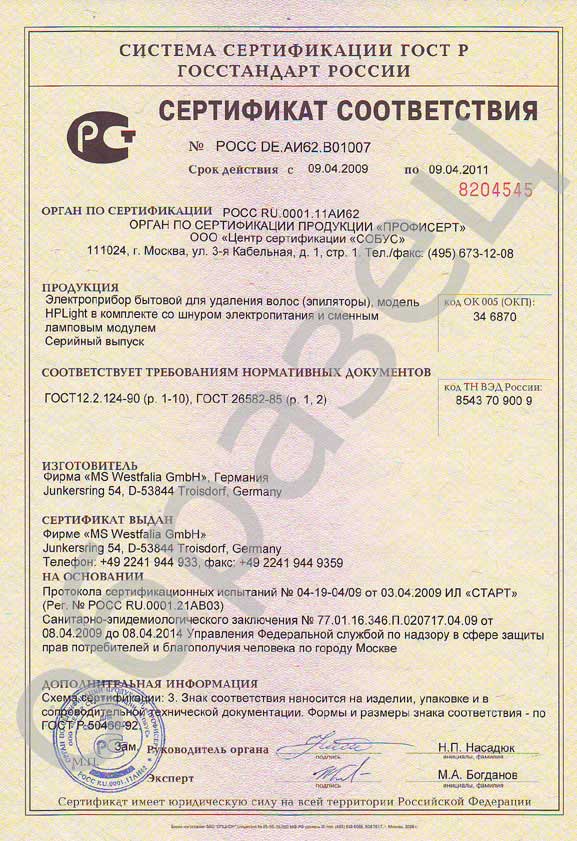 СИСТЕМА СЕРТИФИКАЦИИ ГОСТ Р
ГОССТАНДАРТ РОССИИ
СЕРТИФИКАТ СООТВЕТСТВИЯ
№ РОСС DE.АИ62.В01007
Срок действия с 09.04.2009 по 09.04.2011
8204545
ОРГАН ПО СЕРТИФИКАЦИИ РОСС RU.0001.11АИ62
ОРГАН ПО СЕРТИФИКАЦИИ ПРОДУКЦИИ "ПРОФИСЕРТ"
ООО «Центр сертификации «СОБУС»
111024, г. Москва, ул. 3-я Кабельная, д. 1, стр. 1. Тел./факс: (495) 673-12-08
ПРОДУКЦИЯ
Электроприбор бытовой для удаления волос (эпиляторы), модель
HPLight в комплекте со шнуром электропитания и сменным
ламповым модулем
Серийный выпуск
код ОК 005 (ОКП):
34 6870
СООТВЕТСТВУЕТ ТРЕБОВАНИЯМ НОРМАТИВНЫХ ДОКУМЕНТОВ
ГОСТ12.2.124-90 (р. 1-10), ГОСТ 26582-85 (р. 1, 2)
код ТН ВЭД России:
8543 70 900 9
ИЗГОТОВИТЕЛЬ
Фирма «MS Westfalia GmbH», Германия
Junkersring 54, D-53844 Troisdorf, Germany
СЕРТИФИКАТ ВЫДАН
Фирме «MS Westfalia GmbH»
Junkersring 54, D-53844 Troisdorf, Germany
Телефон: +49 2241 944 933, факс: +49 2241 944 9359
НА ОСНОВАНИИ
Протокола сертификационных испытаний № 04-19-04/09 от 03.04.2009 ИЛ «СТАРТ»
(Рег. № РОСС RU.0001.21АВ03)
Санитарно-эпидемиологического заключения № 77.01.16.346.П.020717.04.09 от
08.04.2009 до 08.04.2014 Управления Федеральной службой по надзору в сфере защиты
прав потребителей и благополучия человека по городу Москве
ДОПОЛНИТЕЛЬНАЯ ИНФОРМАЦИЯ
Схема сертификации: 3. Знак соответствия наносится на изделии, упаковке и в
сопроводительной технической документации. Формы и размеры знака соответствия - по
ГОСТ Р 50460-92.
Зам. Руководитель органа
подпись
Н.П. Насадюк
инициалы, фамилия
М.П.
Эксперт
подпись
М.А. Богданов
инициалы, фамилия
РОСС RU.0001.11АИ62
Сертификат имеет юридическую силу на всей территории Российской Федерации
Образец